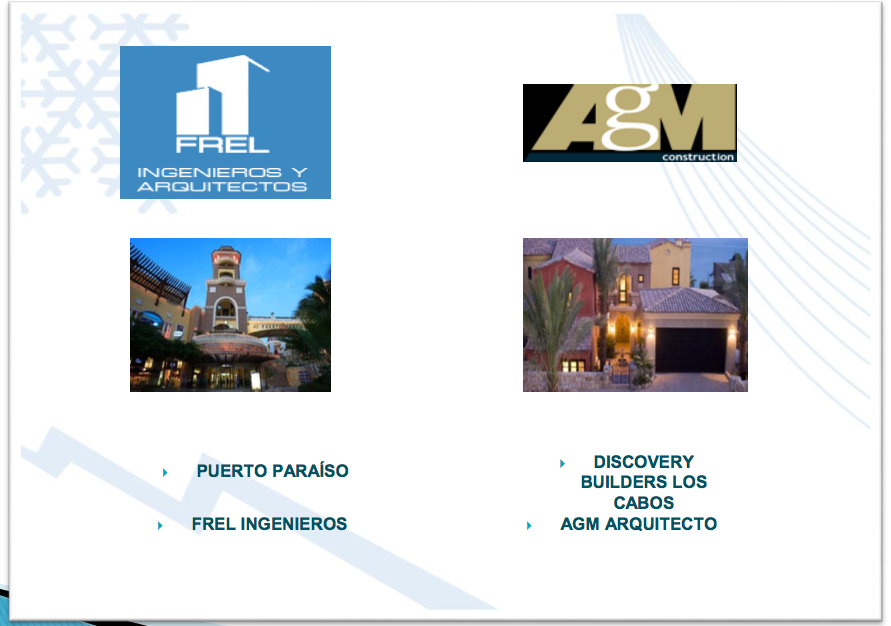 FREL
INGENIEROS Y
ARQUITECTOS
AgM
construction
PUERTO PARAÍSO
FREL INGENIEROS
DISCOVERY
BUILDERS LOS
CABOS
AGM ARQUITECTO